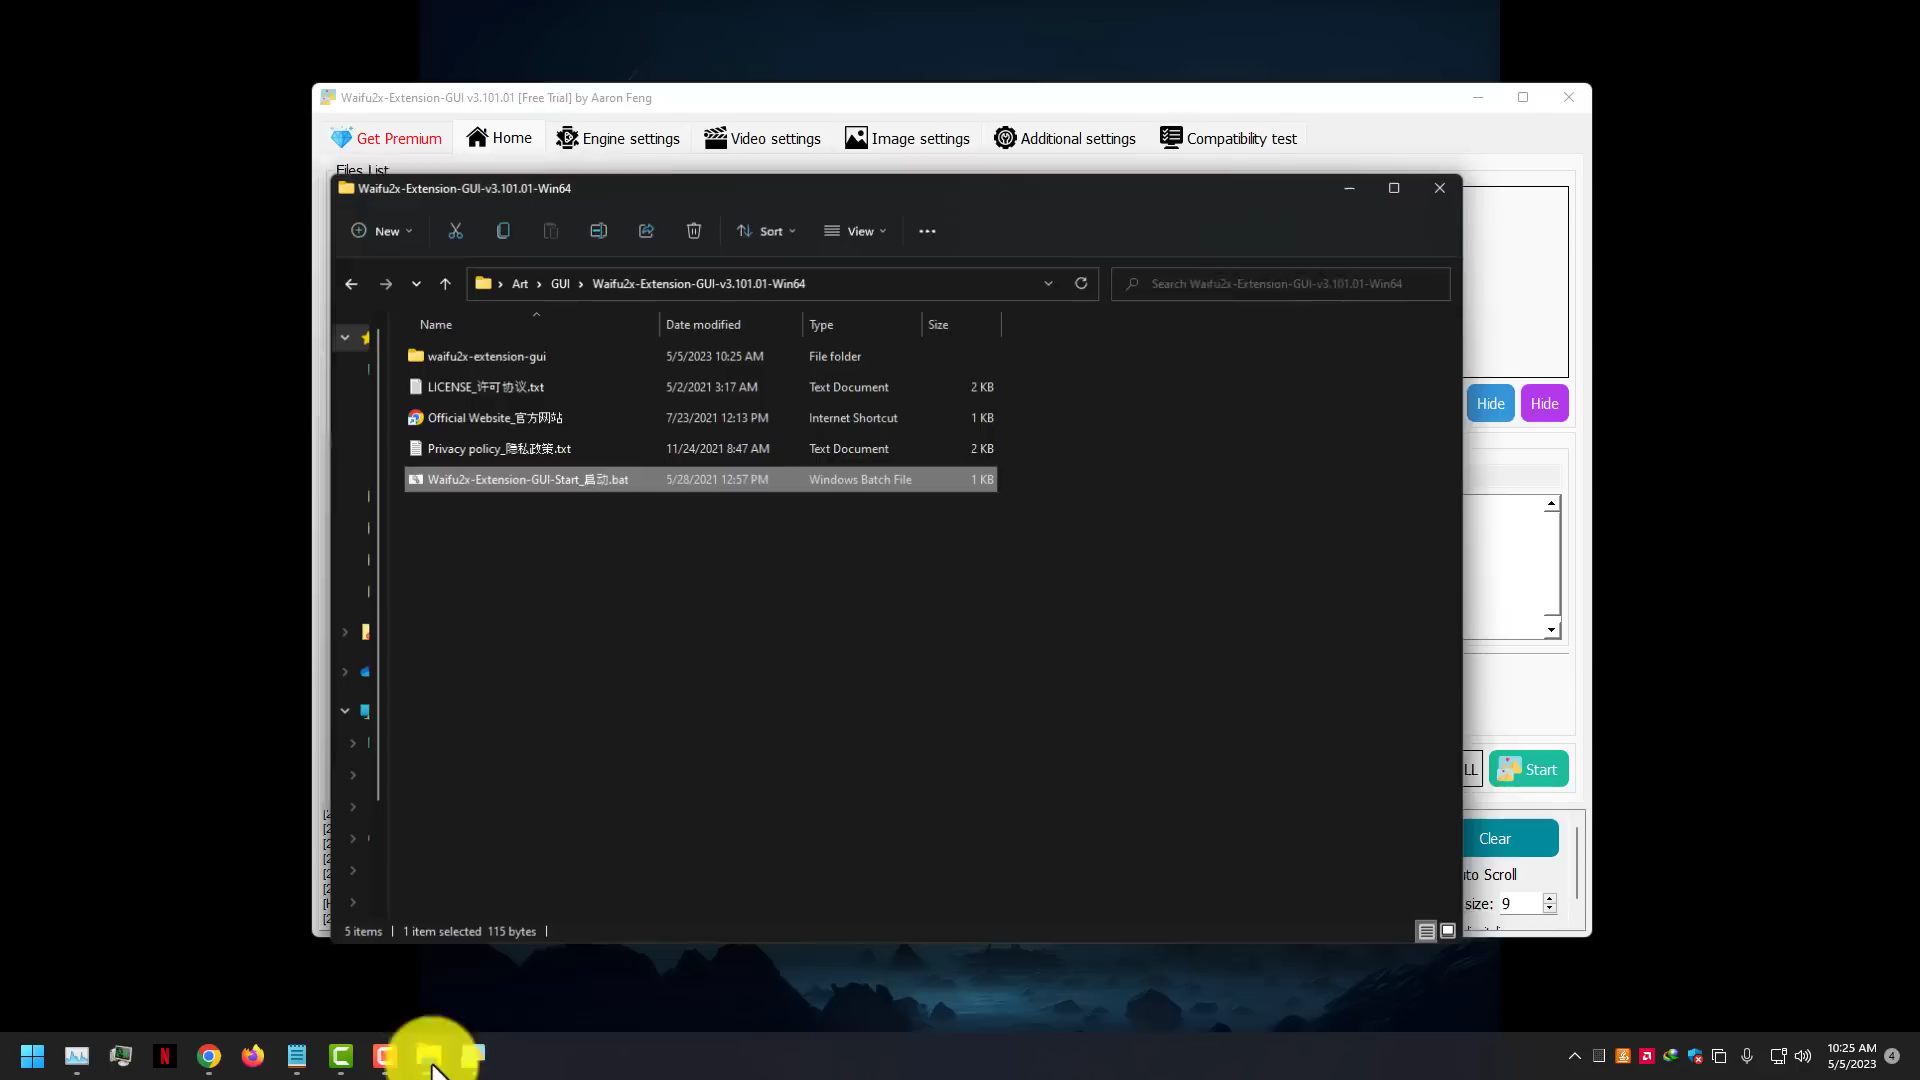 Waifu2x-Extension-GUI v3.101.01 [Free Trial] by Aaron Feng
Get Premium
Home
Engine settings
Video settings
Image settings
Additional settings
Compatibility test
Files List
Waifu2x-Extension-GUI-v3.101.01-Win64
New
Sort
View
Art
GUI
Waifu2x-Extension-GUI-v3.101.01-Win64
Search Waifu2x-Extension-GUI-v3.101.01-Win64
Name Date modified Type Size
waifu2x-extension-gui 5/5/2023 10:25 AM File folder
LICENSE_许可协议.txt 5/2/2021 3:17 AM Text Document 2 KB
Official Website_官方网站 7/23/2021 12:13 PM Internet Shortcut 1 KB
Privacy policy_隐私政策.txt 11/24/2021 8:47 AM Text Document 2 KB
Waifu2x-Extension-GUI-Start_启动.bat 5/28/2021 12:57 PM Windows Batch File 1 KB
Hide
Hide
LL
Start
Clear
uto Scroll
size: 9
5 items
1 item selected 115 bytes
10:25 AM
5/5/2023
4